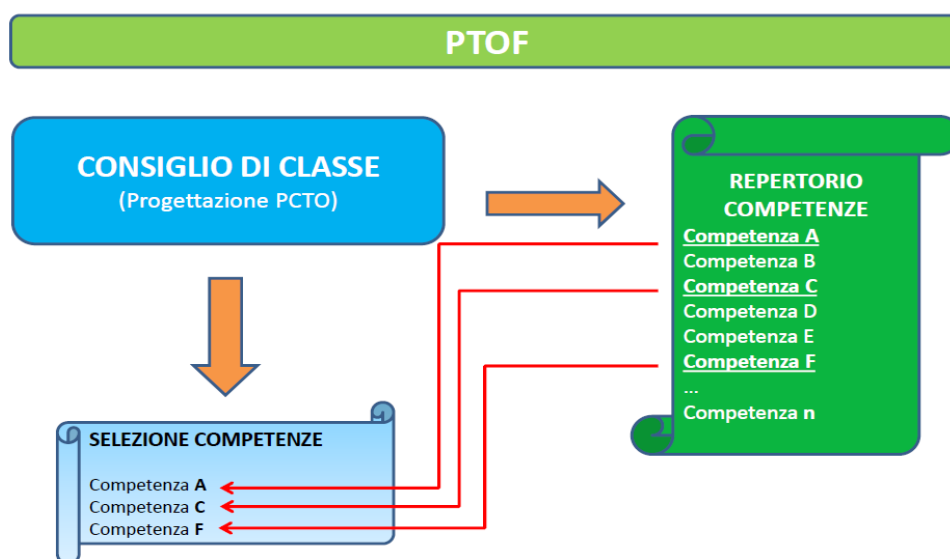 PTOF
CONSIGLIO DI CLASSE
(Progettazione PCTO)
REPERTORIO
COMPETENZE
Competenza A
Competenza B
Competenza C
Competenza D
Competenza E
Competenza F
...
Competenza n
SELEZIONE COMPETENZE
Competenza A
Competenza C
Competenza F